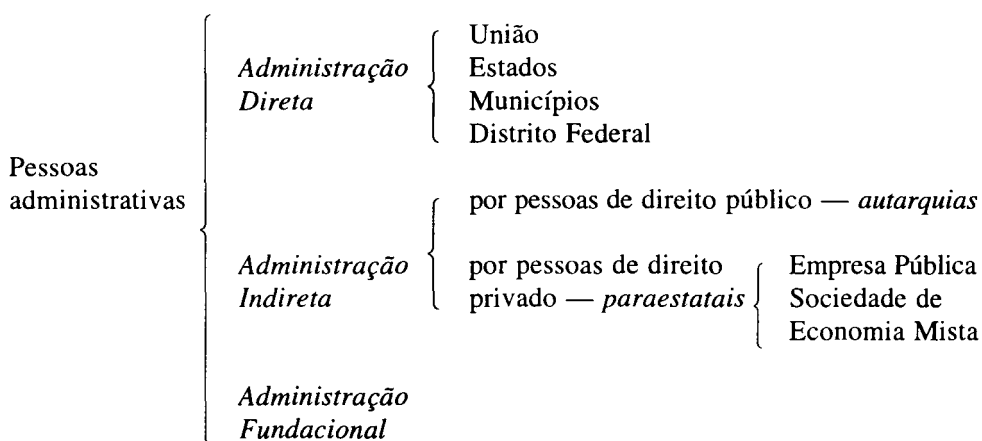 Pessoas
administrativas
Administração
Direta
União
Estados
Municípios
Distrito Federal
Administração
Indireta
por pessoas de direito público — autarquias
por pessoas de direito
privado — paraestatais
Empresa Pública
Sociedade de
Economia Mista
Administração
Fundacional